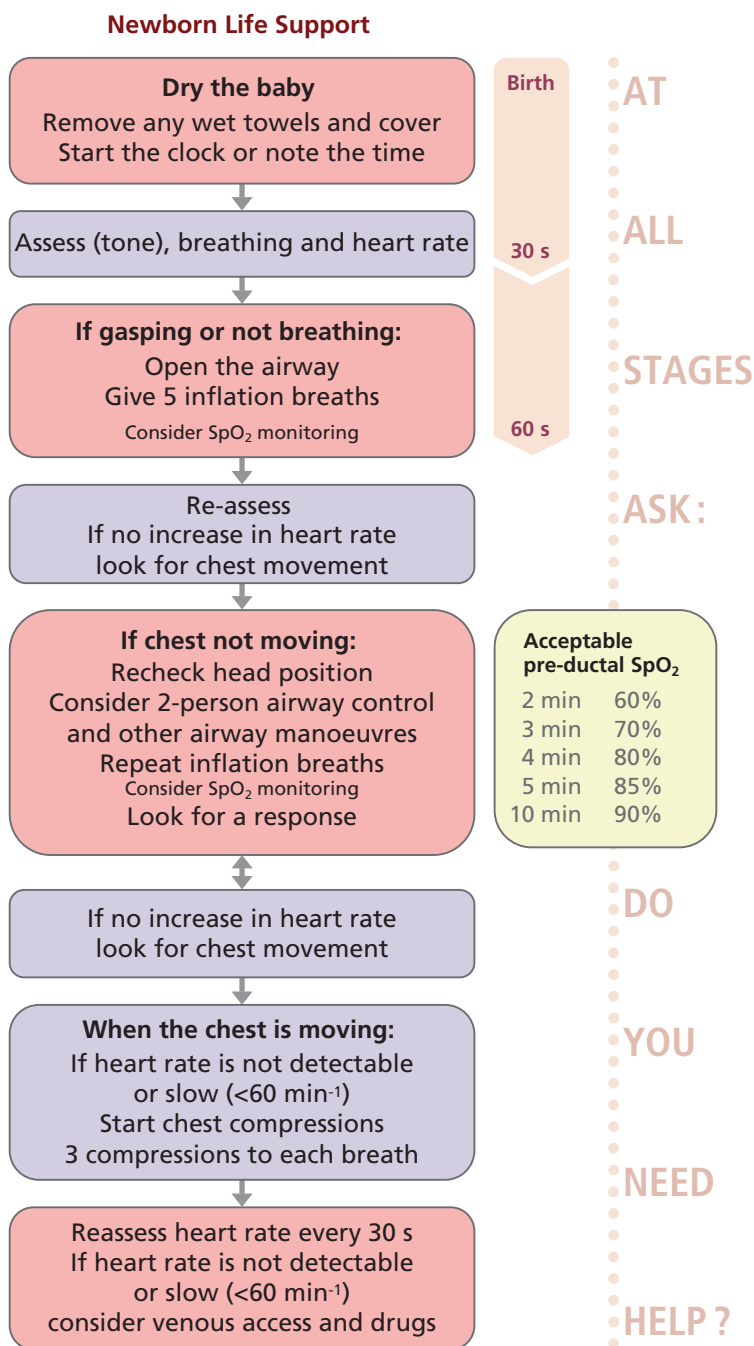 Newborn Life Support
Dry the baby
Remove any wet towels and cover
Start the clock or note the time
Assess (tone), breathing and heart rate
If gasping or not breathing:
Open the airway
Give 5 inflation breaths
Consider SpO₂ monitoring
Re-assess
If no increase in heart rate
look for chest movement
If chest not moving:
Recheck head position
Consider 2-person airway control
and other airway manoeuvres
Repeat inflation breaths
Consider SpO₂ monitoring
Look for a response
If no increase in heart rate
look for chest movement
When the chest is moving:
If heart rate is not detectable
or slow (<60 min⁻¹)
Start chest compressions
3 compressions to each breath
Reassess heart rate every 30 s
If heart rate is not detectable
or slow (<60 min⁻¹)
consider venous access and drugs
Birth
30 s
60 s
Acceptable
pre-ductal SpO₂
2 min 60%
3 min 70%
4 min 80%
5 min 85%
10 min 90%
AT
ALL
STAGES
ASK :
DO
YOU
NEED
HELP ?